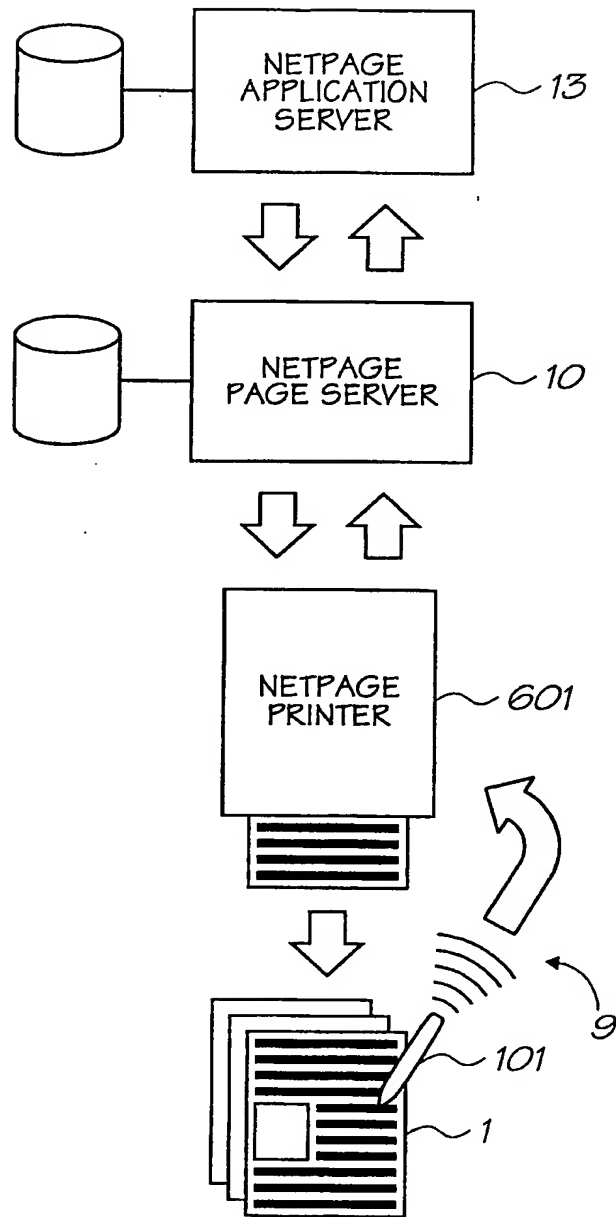 NETPAGE
APPLICATION
SERVER
13
NETPAGE
PAGE SERVER
10
NETPAGE
PRINTER
601
9
101
1